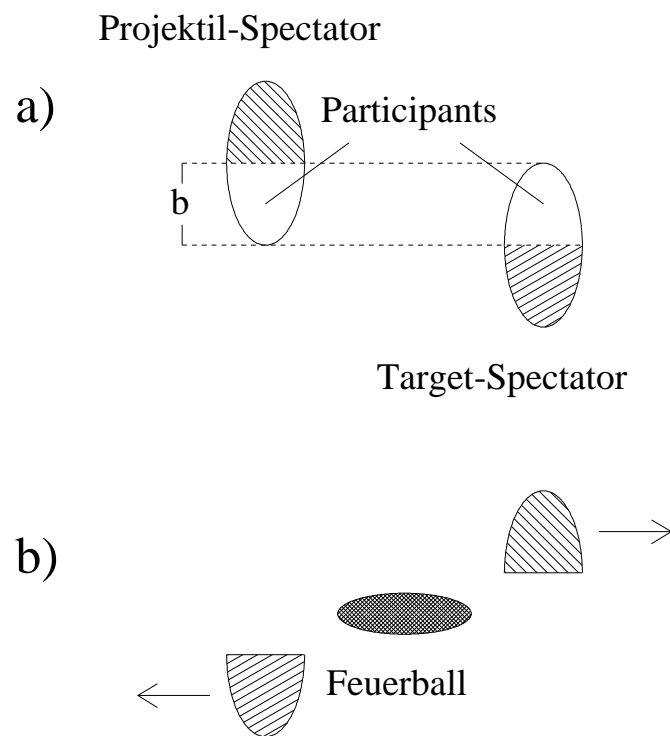 Projektil-Spectator
a)
Participants
b
Target-Spectator
b)
Feuerball